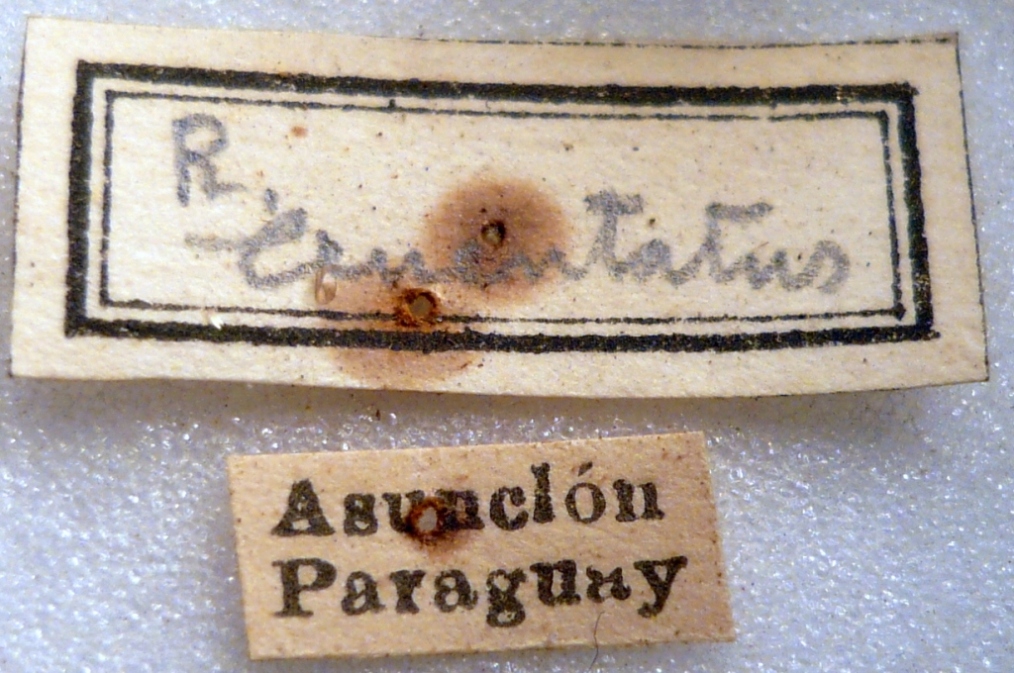 R.
cruentatus
Asunción
Paraguay